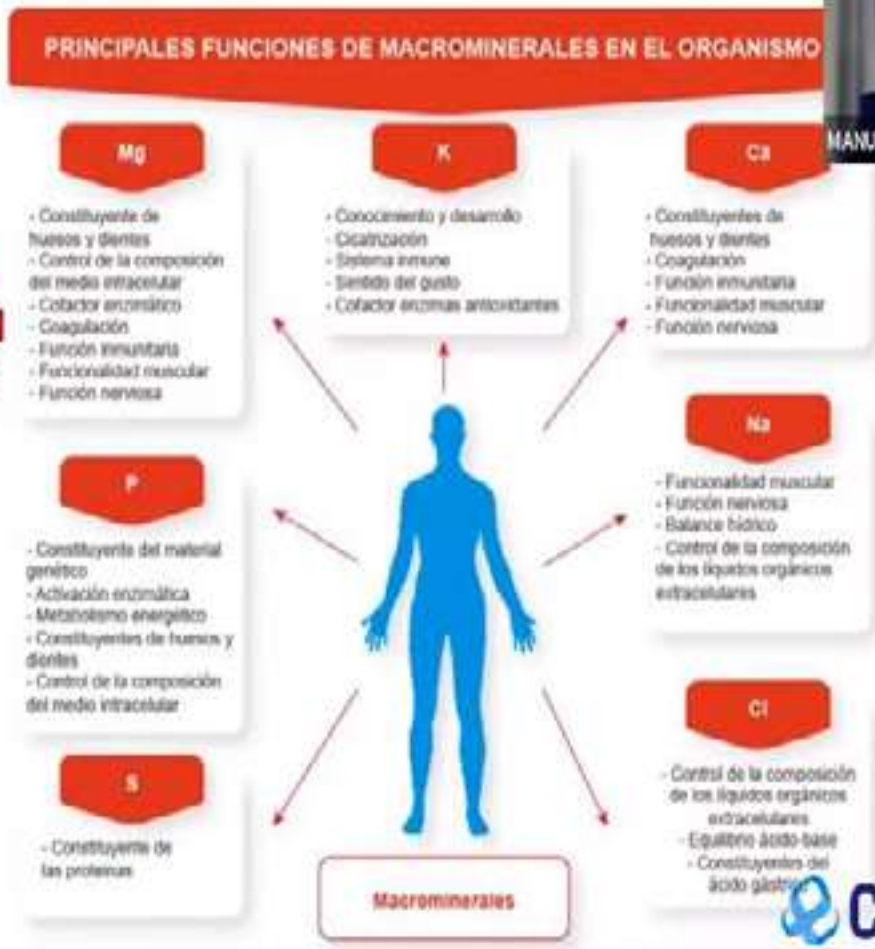 PRINCIPALES FUNCIONES DE MACROMINERALES EN EL ORGANISMO
MANU
Mg
- Constituyente de
huesos y dientes
- Control de la composición
del medio intracelular
- Cofactor enzimático
- Coagulación
- Función inmunitaria
- Funcionalidad muscular
- Función nerviosa
K
- Conocimiento y desarrollo
- Cicatrización
- Sistema inmune
- Sentido del gusto
- Cofactor enzimas antioxidantes
Ca
- Constituyentes de
huesos y dientes
- Coagulación
- Función inmunitaria
- Funcionalidad muscular
- Función nerviosa
P
- Constituyente del material
genético
- Activación enzimática
- Metabolismo energético
- Constituyentes de huesos y
dientes
- Control de la composición
del medio intracelular
Na
- Funcionalidad muscular
- Función nerviosa
- Balance hídrico
- Control de la composición
de los líquidos orgánicos
extracelulares
S
- Constituyente de
las proteinas
Cl
- Control de la composición
de los líquidos orgánicos
extracelulares
- Equilibrio ácido-base
- Constituyentes del
ácido gástrico
Macrominerales
C